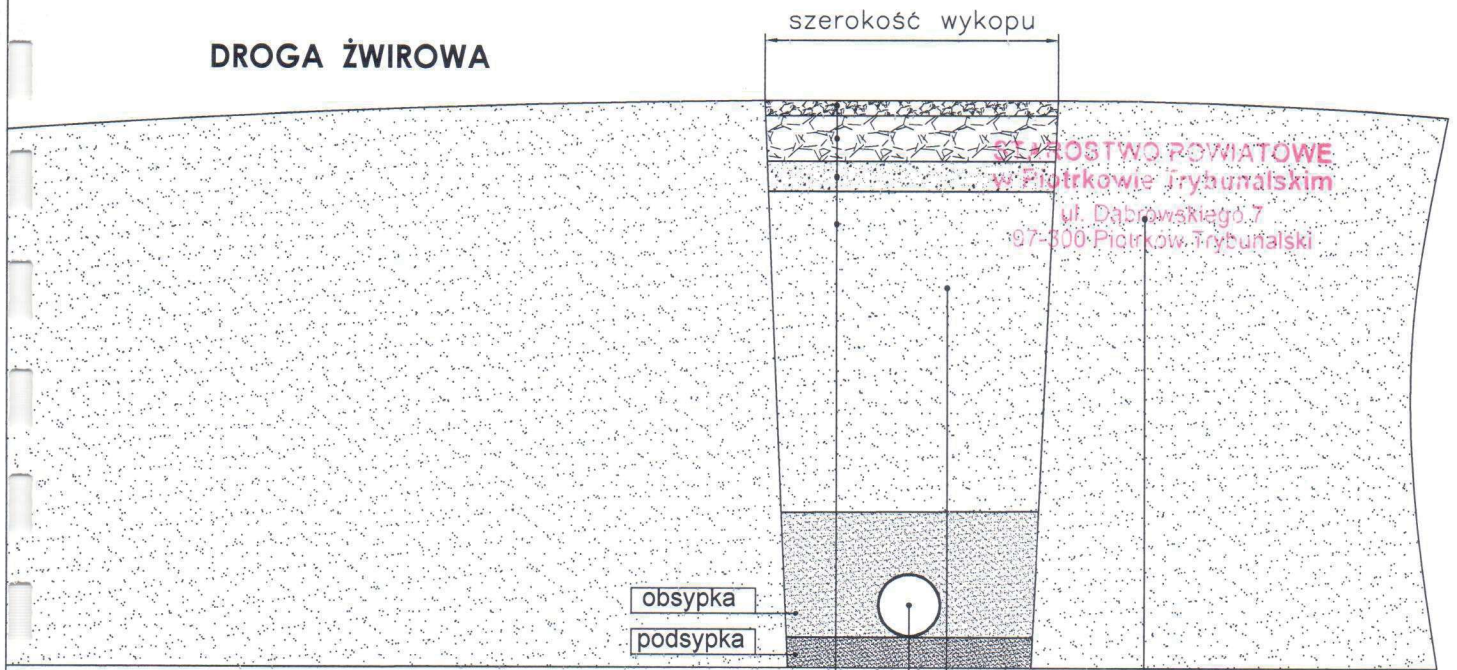 szerokość wykopu
DROGA ŻWIROWA
STAROSTWO POWIATOWE
w Piotrkowie Trybunalskim
ul. Dąbrowskiego 7
97-300 Piotrków Trybunalski
obsypka
podsypka